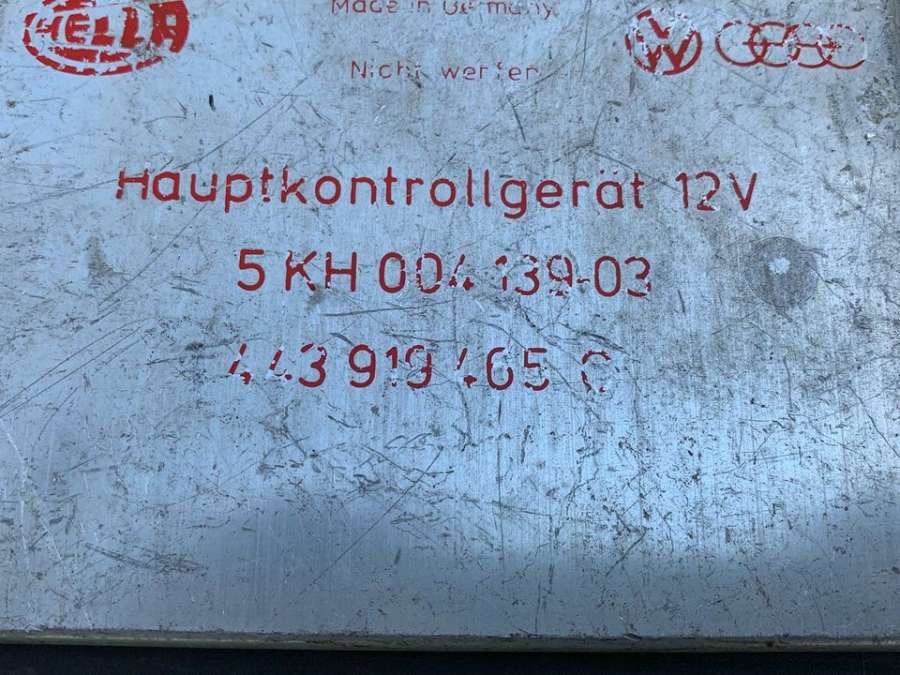 HELLA
Made in Germany
Nicht werfen
Hauptkontrollgerät 12V
5 KH 004 139-03
443 919 465 C